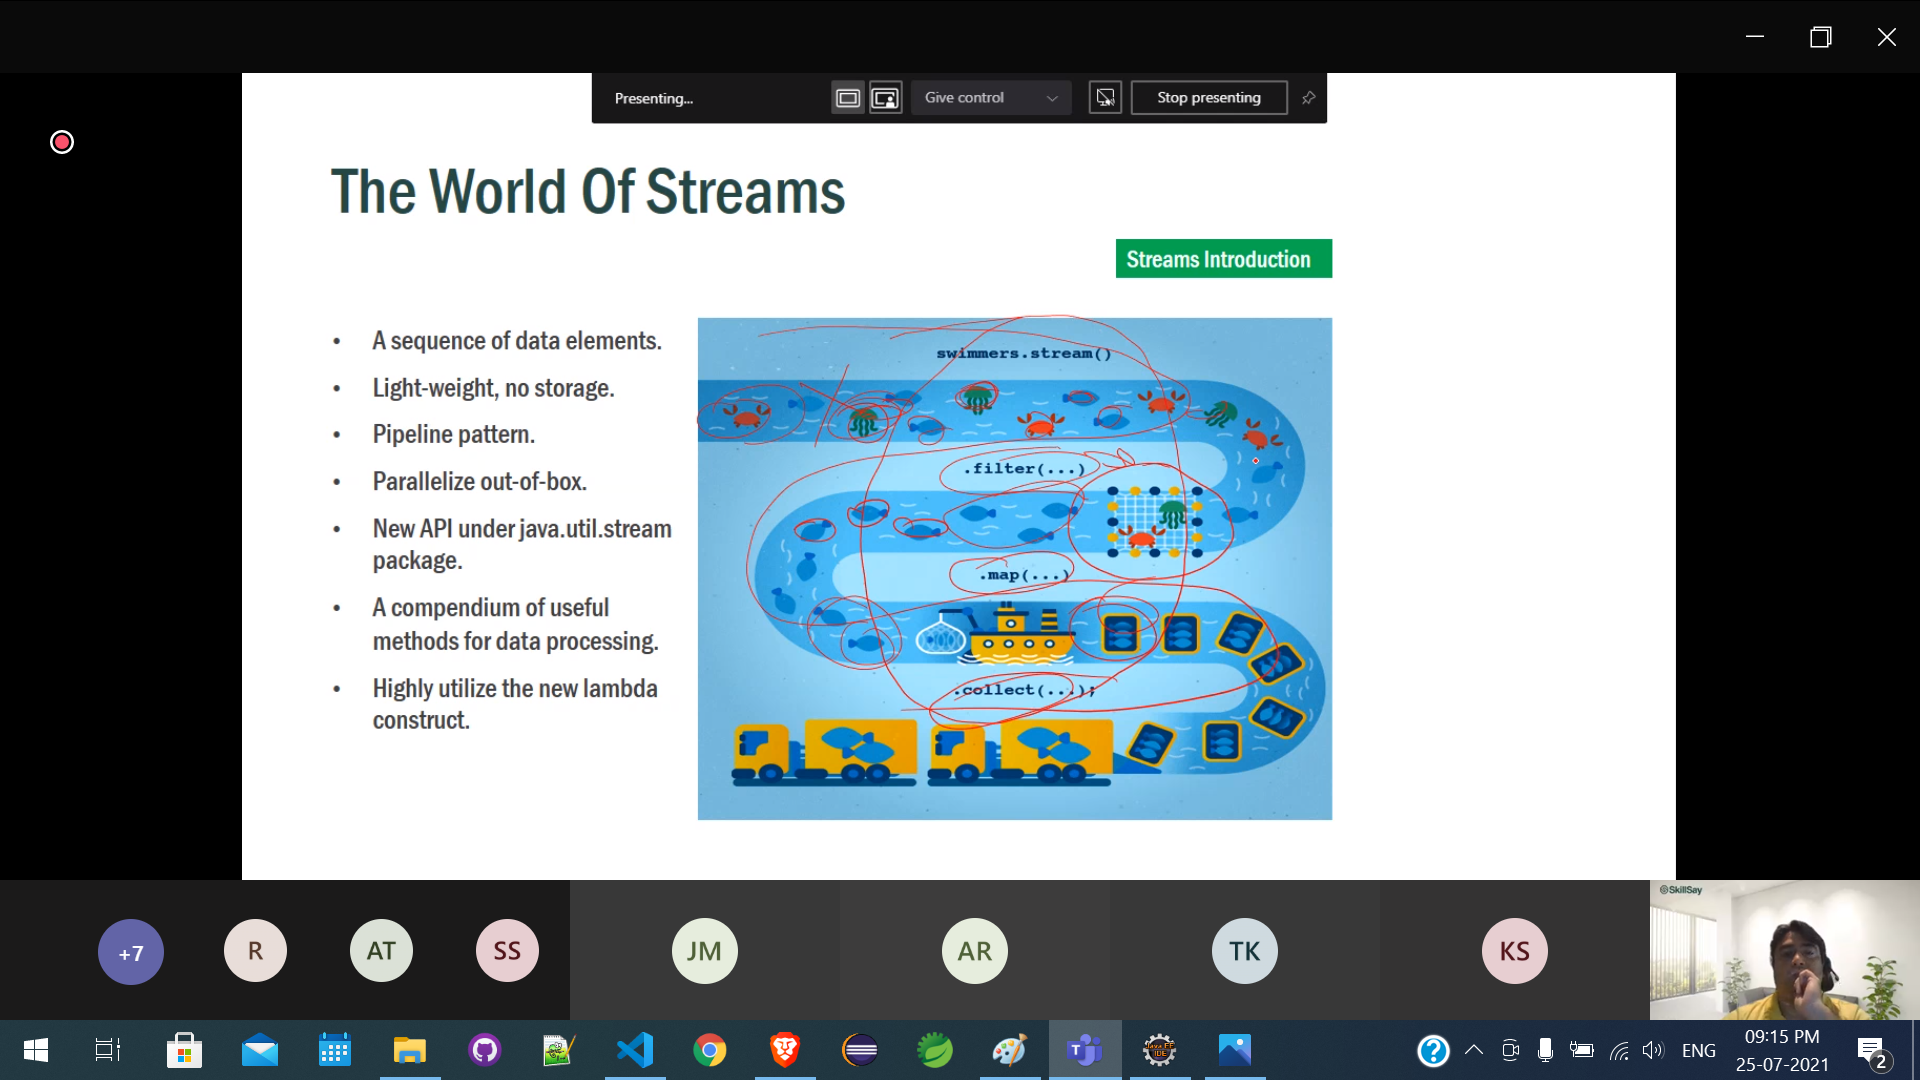 Presenting...
Give control
Stop presenting
The World Of Streams
Streams Introduction
• A sequence of data elements.
• Light-weight, no storage.
• Pipeline pattern.
• Parallelize out-of-box.
• New API under java.util.stream
package.
• A compendium of useful
methods for data processing.
• Highly utilize the new lambda
construct.
swimmers.stream()
.filter(...)
.map(...)
.collect(...);
+7
R
AT
SS
JM
AR
TK
KS
SkillSay
Java EE
IDE
ENG
09:15 PM
25-07-2021
2